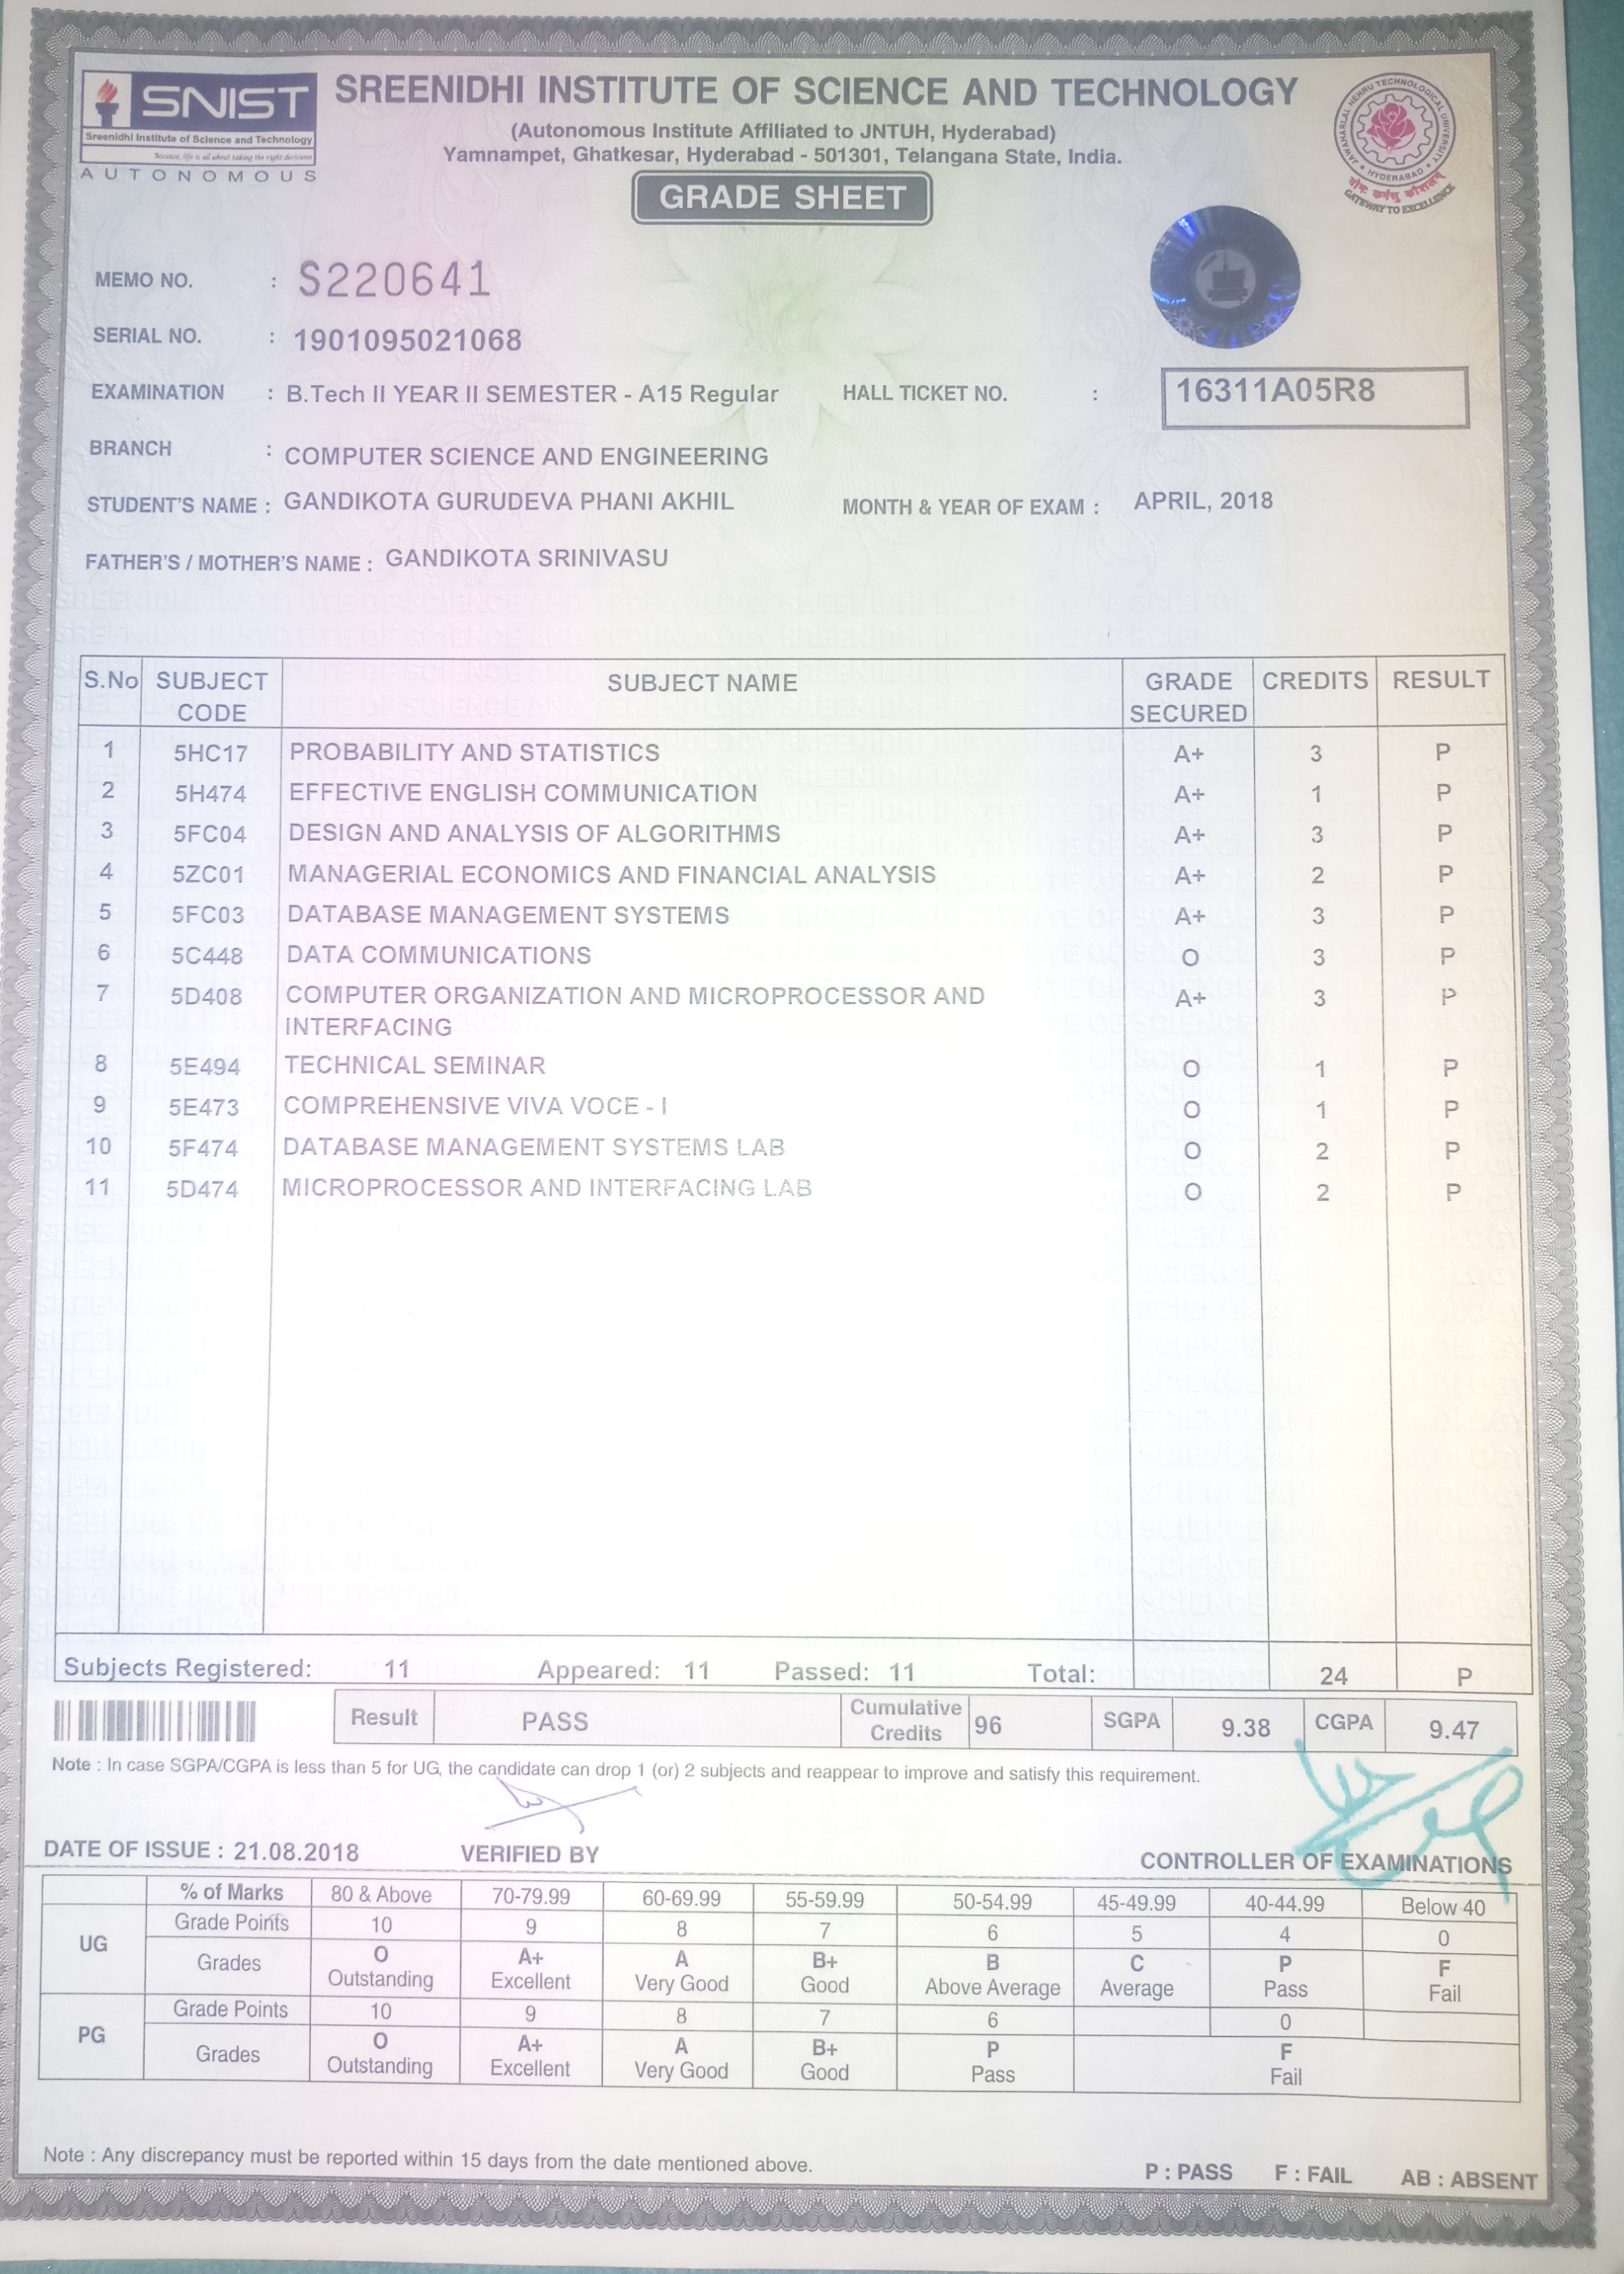 SNIST
Sreenidhi Institute of Science and Technology
AUTONOMOUS
SREENIDHI INSTITUTE OF SCIENCE AND TECHNOLOGY
(Autonomous Institute Affiliated to JNTUH, Hyderabad)
Yamnampet, Ghatkesar, Hyderabad - 501301, Telangana State, India.
GRADE SHEET
JAWAHARLAL NEHRU TECHNOLOGICAL UNIVERSITY HYDERABAD
GATEWAY TO EXCELLENCE
MEMO NO. : S220641
SERIAL NO. : 19010950210​68
EXAMINATION : B.Tech II YEAR II SEMESTER - A15 Regular HALL TICKET NO. : 16311A05R8
BRANCH : COMPUTER SCIENCE AND ENGINEERING
STUDENT'S NAME : GANDIKOTA GURUDEVA PHANI AKHIL MONTH & YEAR OF EXAM : APRIL, 2018
FATHER'S / MOTHER'S NAME : GANDIKOTA SRINIVASU
S.No SUBJECT CODE SUBJECT NAME GRADE SECURED CREDITS RESULT
1 5HC17 PROBABILITY AND STATISTICS A+ 3 P
2 5H474 EFFECTIVE ENGLISH COMMUNICATION A+ 1 P
3 5FC04 DESIGN AND ANALYSIS OF ALGORITHMS A+ 3 P
4 5ZC01 MANAGERIAL ECONOMICS AND FINANCIAL ANALYSIS A+ 2 P
5 5FC03 DATABASE MANAGEMENT SYSTEMS A+ 3 P
6 5C448 DATA COMMUNICATIONS O 3 P
7 5D408 COMPUTER ORGANIZATION AND MICROPROCESSOR AND A+ 3 P
INTERFACING
8 5E494 TECHNICAL SEMINAR O 1 P
9 5E473 COMPREHENSIVE VIVA VOCE - I O 1 P
10 5F474 DATABASE MANAGEMENT SYSTEMS LAB O 2 P
11 5D474 MICROPROCESSOR AND INTERFACING LAB O 2 P
Subjects Registered: 11 Appeared: 11 Passed: 11 Total: 24 P
Result PASS Cumulative Credits 96 SGPA 9.38 CGPA 9.47
Note : In case SGPA/CGPA is less than 5 for UG, the candidate can drop 1 (or) 2 subjects and reappear to improve and satisfy this requirement.
DATE OF ISSUE : 21.08.2018 VERIFIED BY CONTROLLER OF EXAMINATIONS
% of Marks 80 & Above 70-79.99 60-69.99 55-59.99 50-54.99 45-49.99 40-44.99 Below 40
UG Grade Points 10 9 8 7 6 5 4 0
Grades O Outstanding A+ Excellent A Very Good B+ Good B Above Average C Average P Pass F Fail
PG Grade Points 10 9 8 7 6 0
Grades O Outstanding A+ Excellent A Very Good B+ Good P Pass F Fail
Note : Any discrepancy must be reported within 15 days from the date mentioned above. P : PASS F : FAIL AB : ABSENT